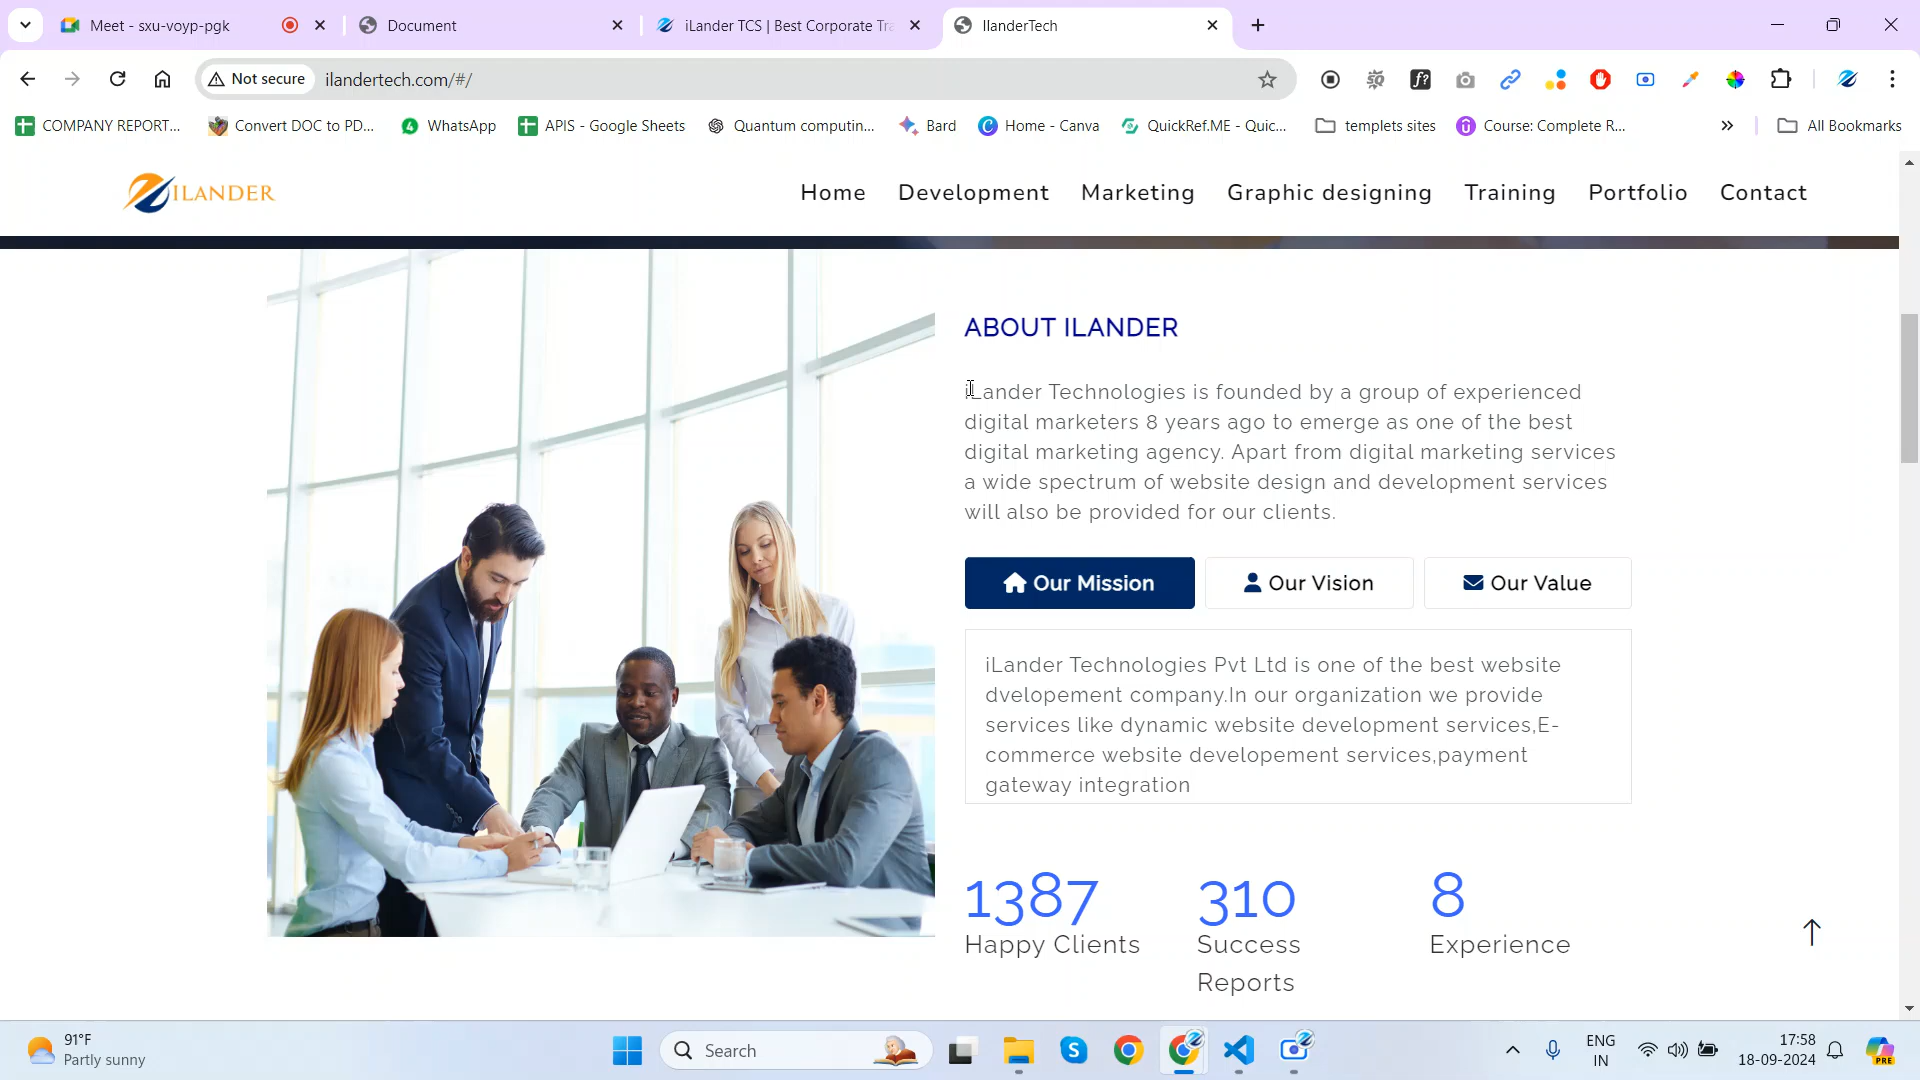 Meet - sxu-voyp-pgk
Document
iLander TCS | Best Corporate Tra
IlanderTech
Not secure
ilandertech.com/#/
COMPANY REPORT...
Convert DOC to PD...
WhatsApp
APIS - Google Sheets
Quantum computin...
Bard
Home - Canva
QuickRef.ME - Quic...
templets sites
Course: Complete R...
All Bookmarks
ILANDER
Home
Development
Marketing
Graphic designing
Training
Portfolio
Contact
ABOUT ILANDER
iLander Technologies is founded by a group of experienced
digital marketers 8 years ago to emerge as one of the best
digital marketing agency. Apart from digital marketing services
a wide spectrum of website design and development services
will also be provided for our clients.
Our Mission
Our Vision
Our Value
iLander Technologies Pvt Ltd is one of the best website
dvelopement company.In our organization we provide
services like dynamic website development services,E-
commerce website developement services,payment
gateway integration
1387
Happy Clients
310
Success
Reports
8
Experience
91°F
Partly sunny
Search
ENG
IN
17:58
18-09-2024
PRE